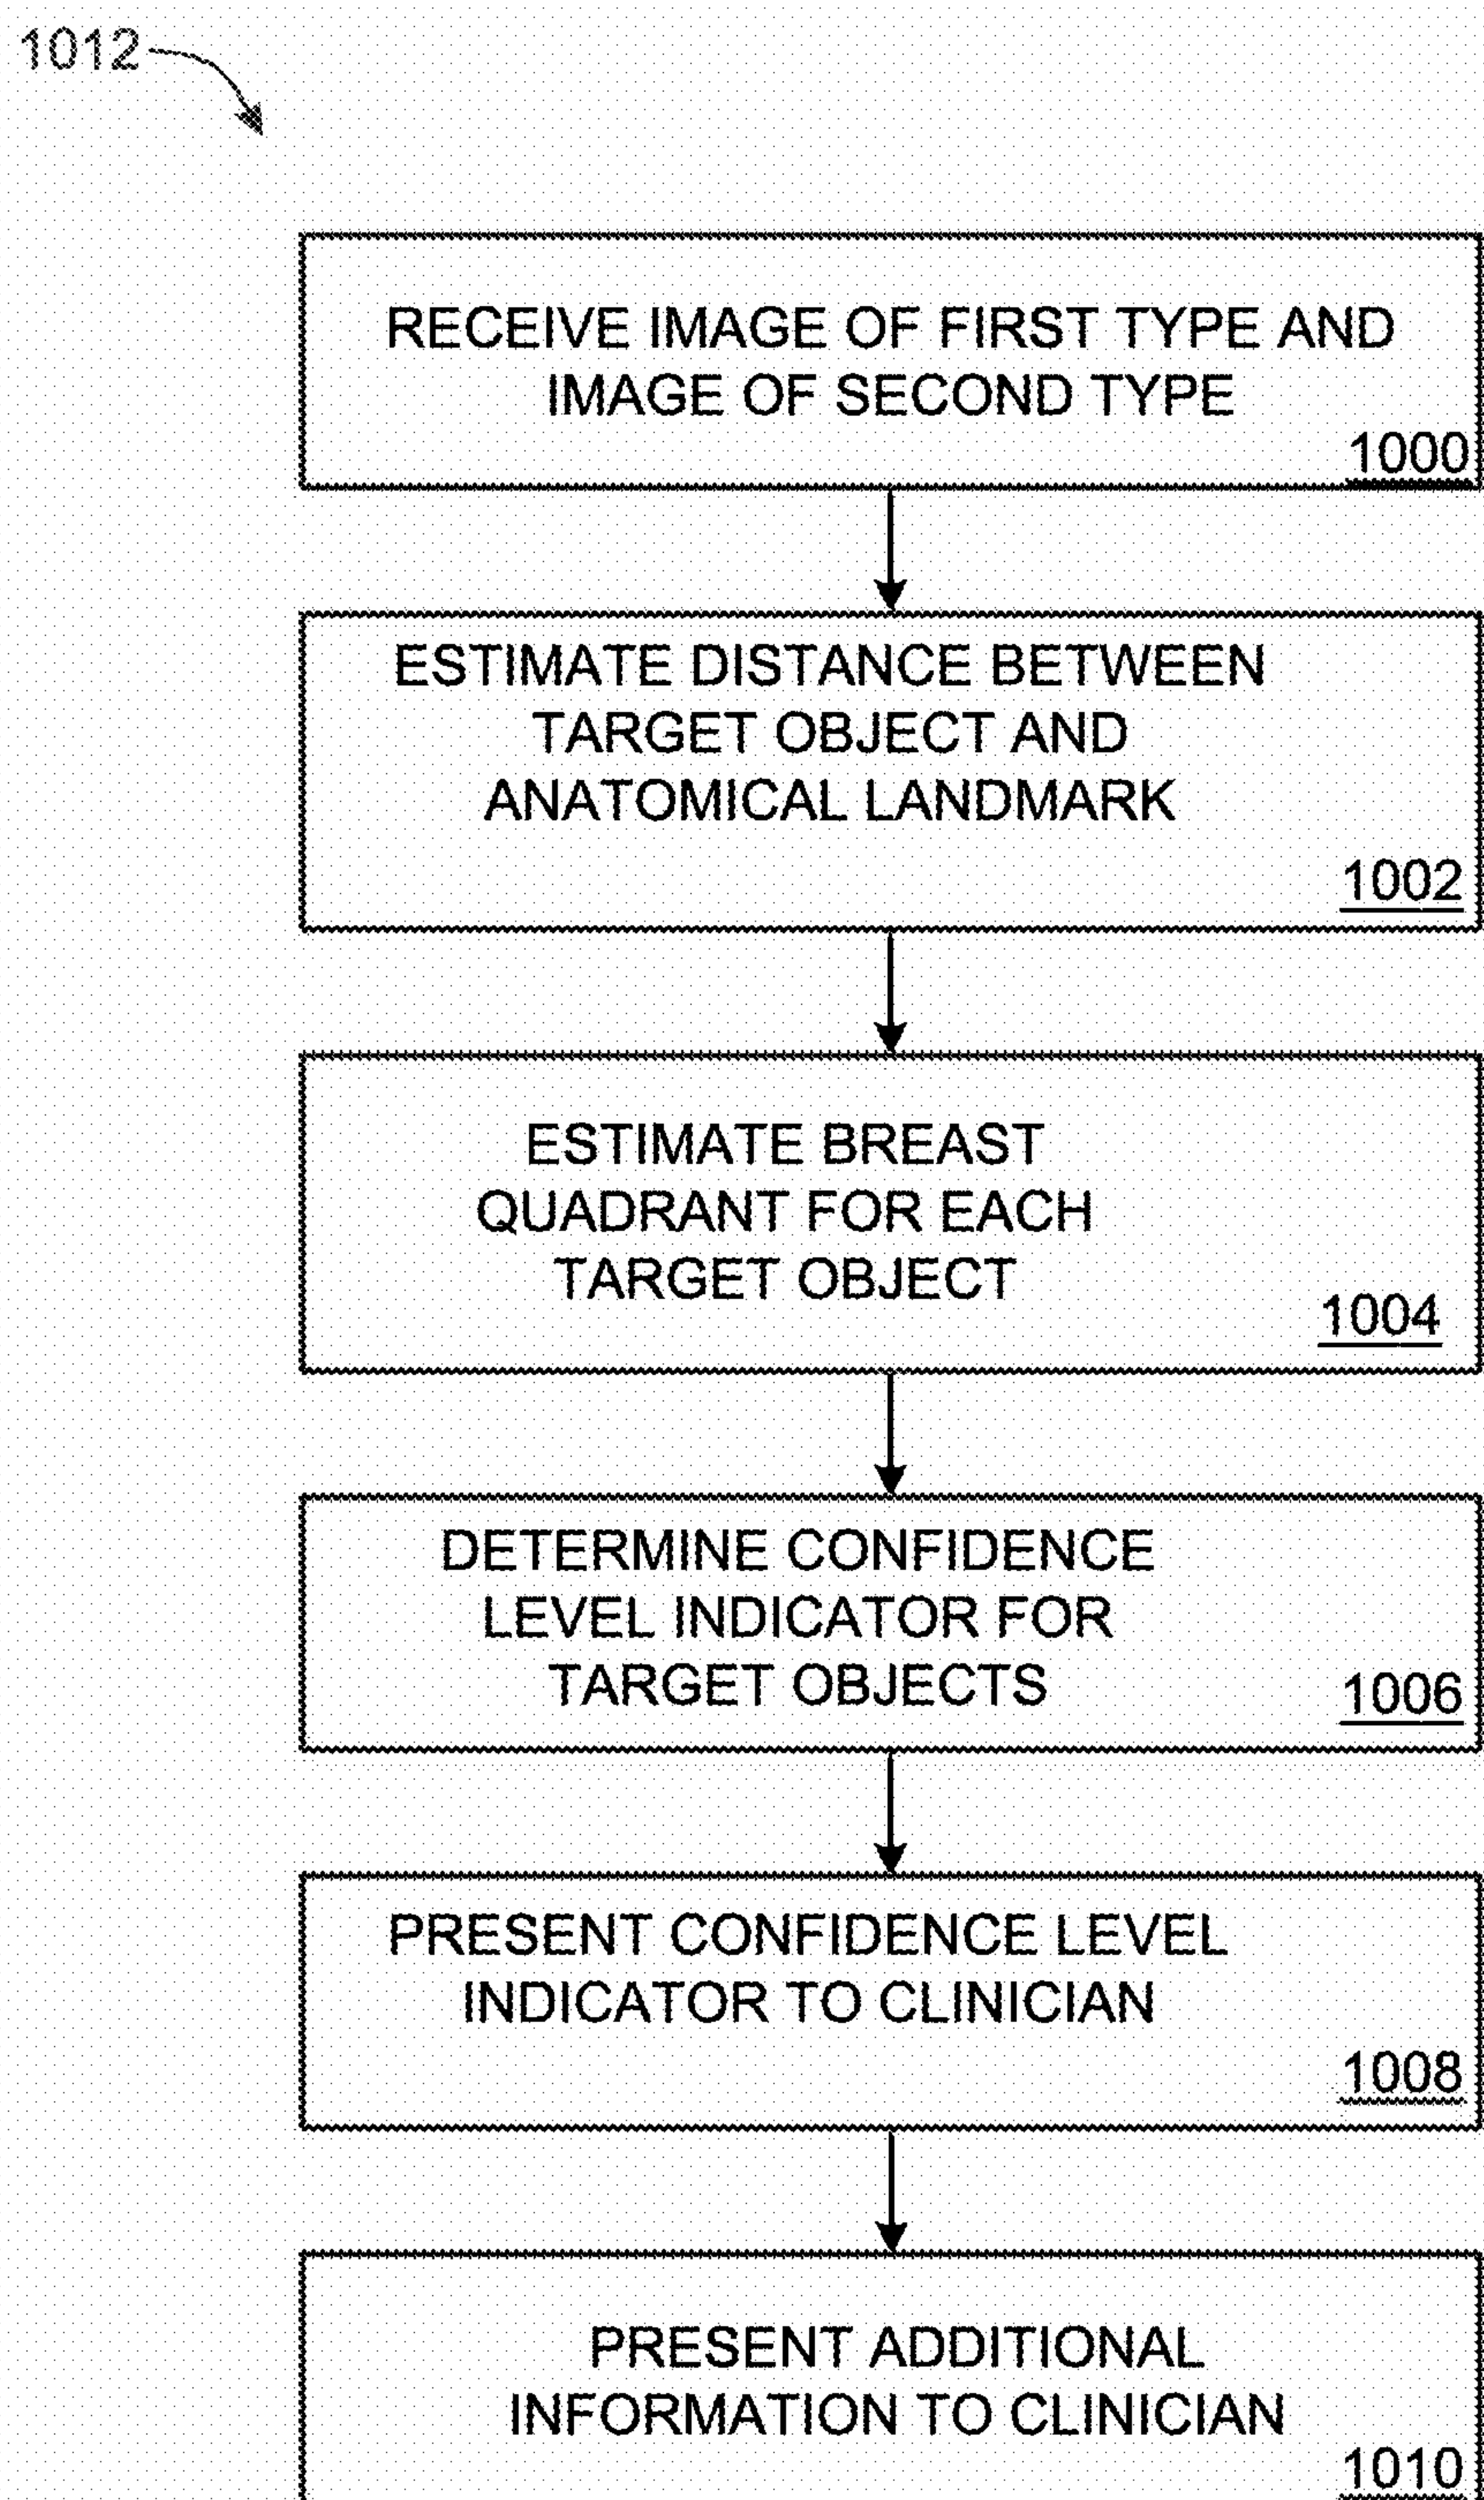 1012
RECEIVE IMAGE OF FIRST TYPE AND
IMAGE OF SECOND TYPE
1000
ESTIMATE DISTANCE BETWEEN
TARGET OBJECT AND
ANATOMICAL LANDMARK
1002
ESTIMATE BREAST
QUADRANT FOR EACH
TARGET OBJECT
1004
DETERMINE CONFIDENCE
LEVEL INDICATOR FOR
TARGET OBJECTS
1006
PRESENT CONFIDENCE LEVEL
INDICATOR TO CLINICIAN
1008
PRESENT ADDITIONAL
INFORMATION TO CLINICIAN
1010